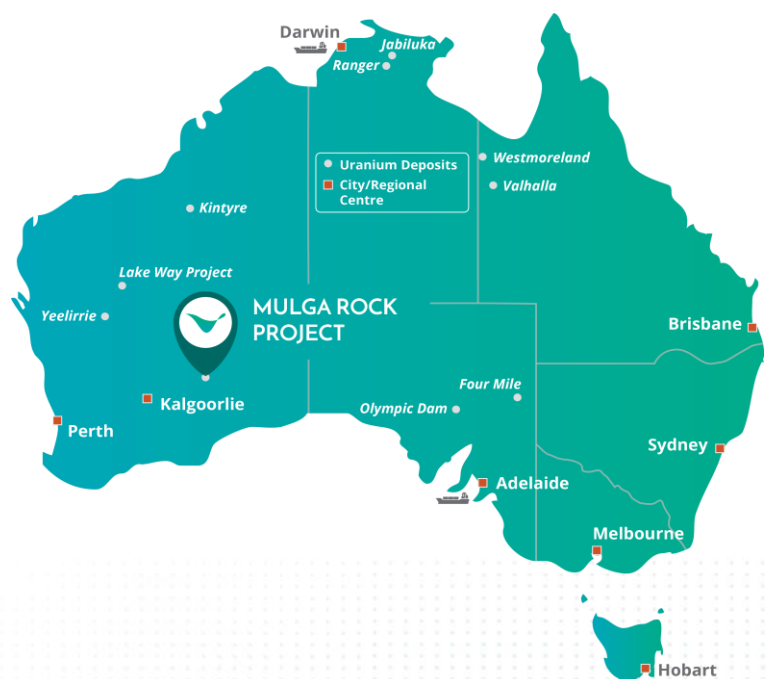 Darwin
Jabiluka
Ranger
Uranium Deposits
City/Regional
Centre
Westmoreland
Valhalla
Kintyre
Lake Way Project
Yeelirrie
MULGA ROCK
PROJECT
Brisbane
Kalgoorlie
Four Mile
Olympic Dam
Perth
Sydney
Adelaide
Melbourne
Hobart